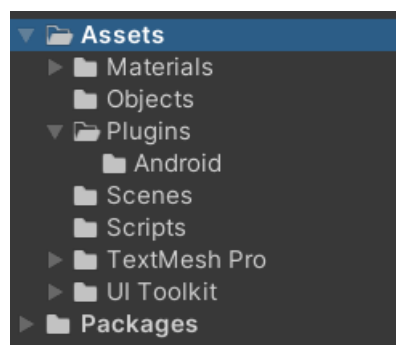 Assets
Materials
Objects
Plugins
Android
Scenes
Scripts
TextMesh Pro
UI Toolkit
Packages